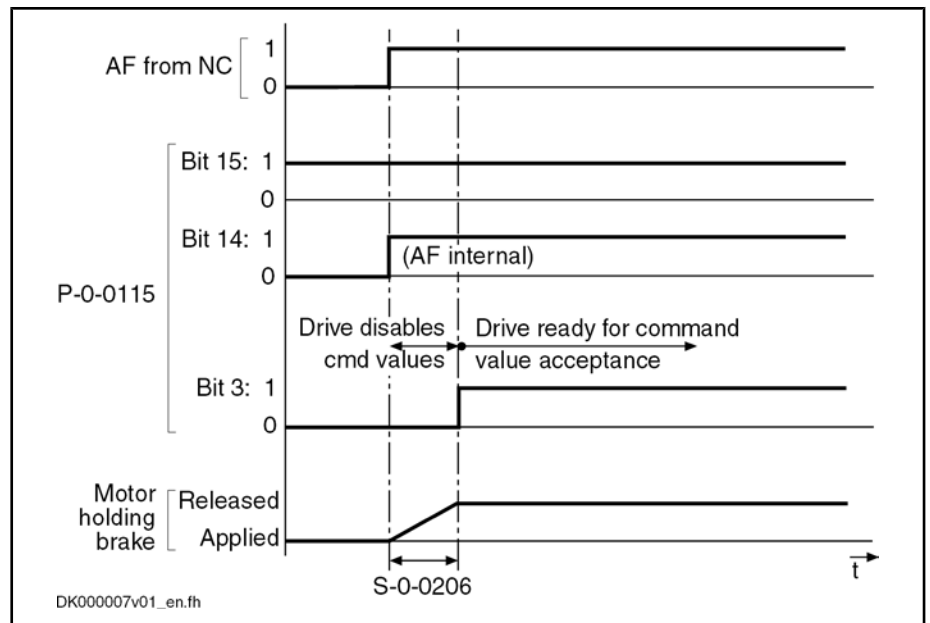 AF from NC
1
0
P-0-0115
Bit 15: 1
0
Bit 14: 1
(AF internal)
0
Drive disables
cmd values
Drive ready for command
value acceptance
Bit 3: 1
0
Motor
holding
brake
Released
Applied
S-0-0206
t
DK000007v01_en.fh